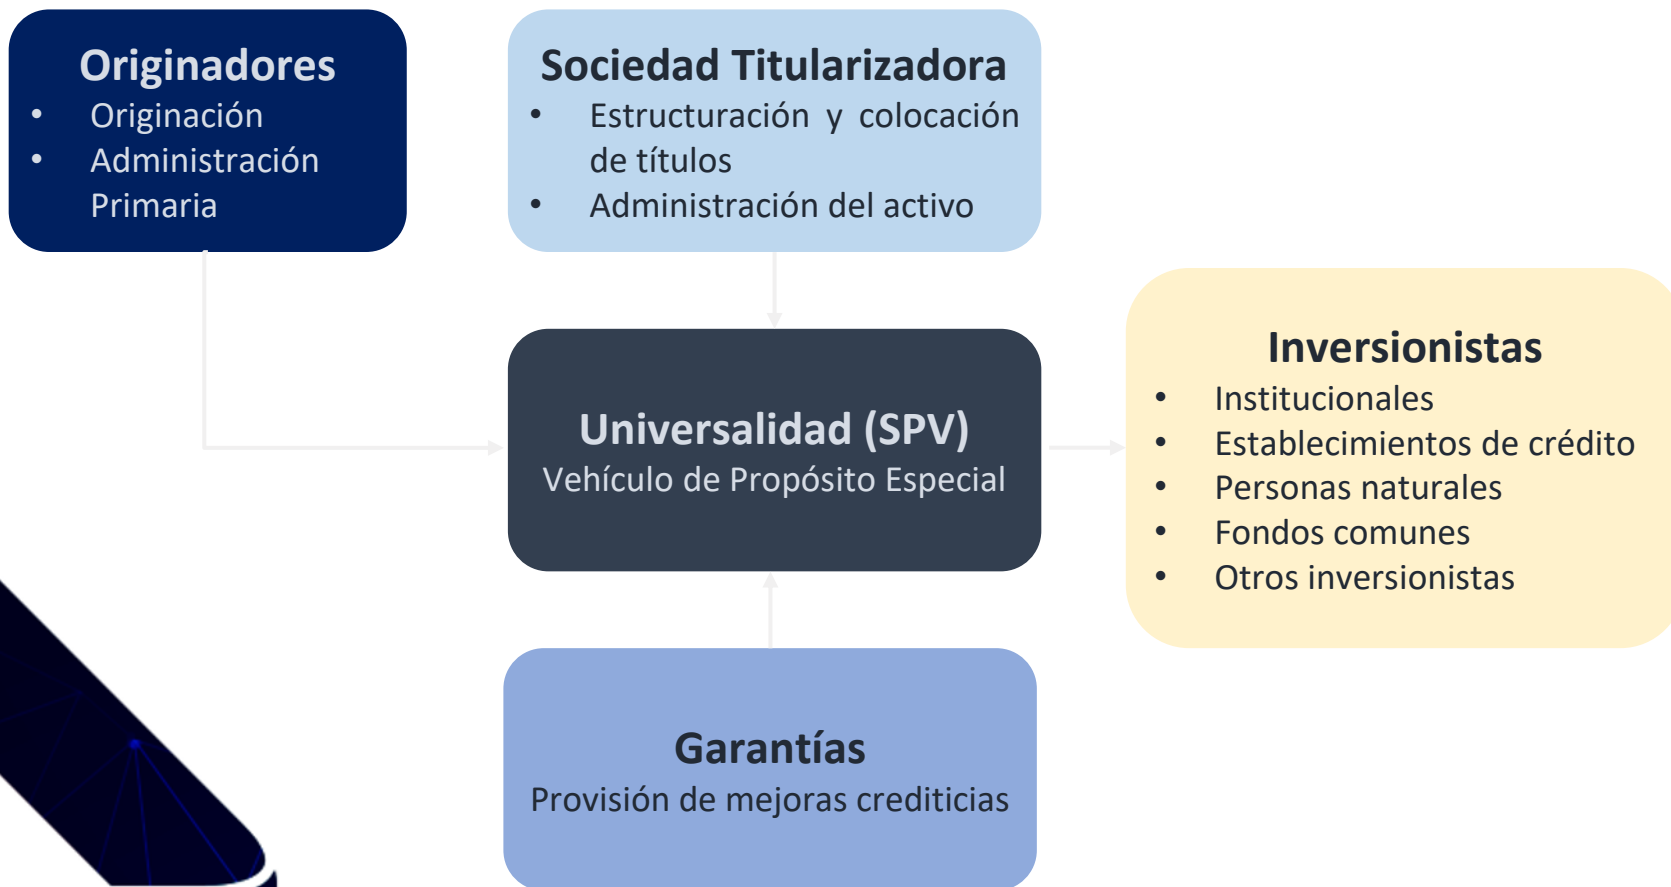 Originadores
• Originación
• Administración
Primaria
Sociedad Titularizadora
• Estructuración y colocación
de títulos
• Administración del activo
Universalidad (SPV)
Vehículo de Propósito Especial
Inversionistas
• Institucionales
• Establecimientos de crédito
• Personas naturales
• Fondos comunes
• Otros inversionistas
Garantías
Provisión de mejoras crediticias